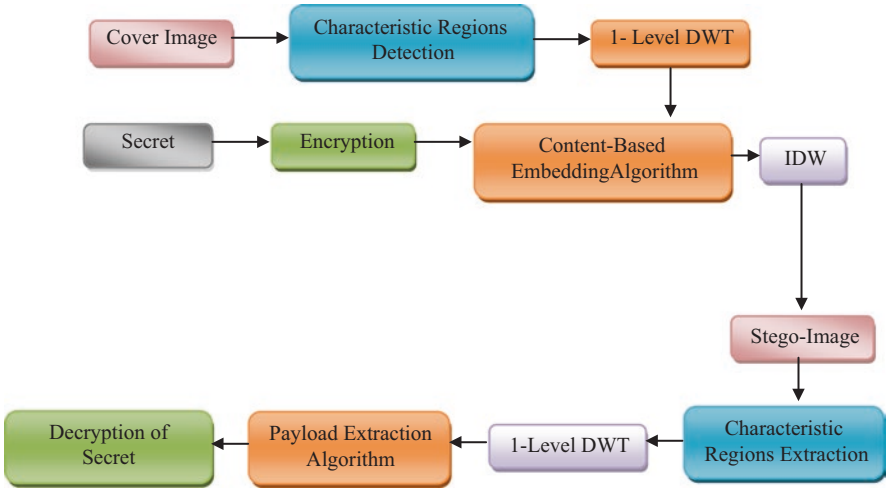 Cover Image
Characteristic Regions
Detection
1- Level DWT
Secret
Encryption
Content-Based
EmbeddingAlgorithm
IDW
Stego-Image
Characteristic
Regions Extraction
1-Level DWT
Payload Extraction
Algorithm
Decryption of
Secret